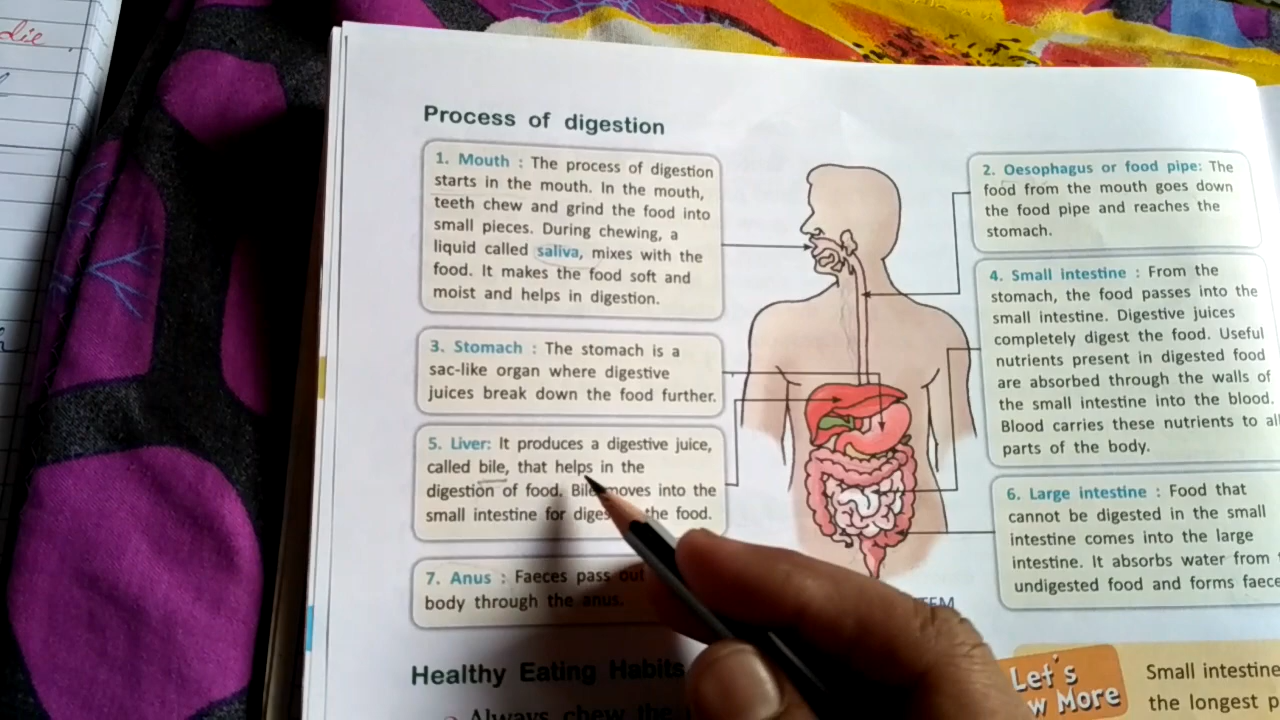 die
Process of digestion
1. Mouth : The process of digestion
starts in the mouth. In the mouth,
teeth chew and grind the food into
small pieces. During chewing, a
liquid called saliva, mixes with the
food. It makes the food soft and
moist and helps in digestion.
2. Oesophagus or food pipe: The
food from the mouth goes down
the food pipe and reaches the
stomach.
3. Stomach : The stomach is a
sac-like organ where digestive
juices break down the food further.
4. Small intestine : From the
stomach, the food passes into the
small intestine. Digestive juices
completely digest the food. Useful
nutrients present in digested food
are absorbed through the walls of
the small intestine into the blood.
Blood carries these nutrients to al
parts of the body.
5. Liver: It produces a digestive juice,
called bile, that helps in the
digestion of food. Bile moves into the
small intestine for diges the food.
6. Large intestine : Food that
cannot be digested in the small
intestine comes into the large
intestine. It absorbs water from
undigested food and forms faece
7. Anus : Faeces pass out
body through the anus.
TEM
Healthy Eating Habits
Always chew the
Let's
w More
Small intestine
the longest p